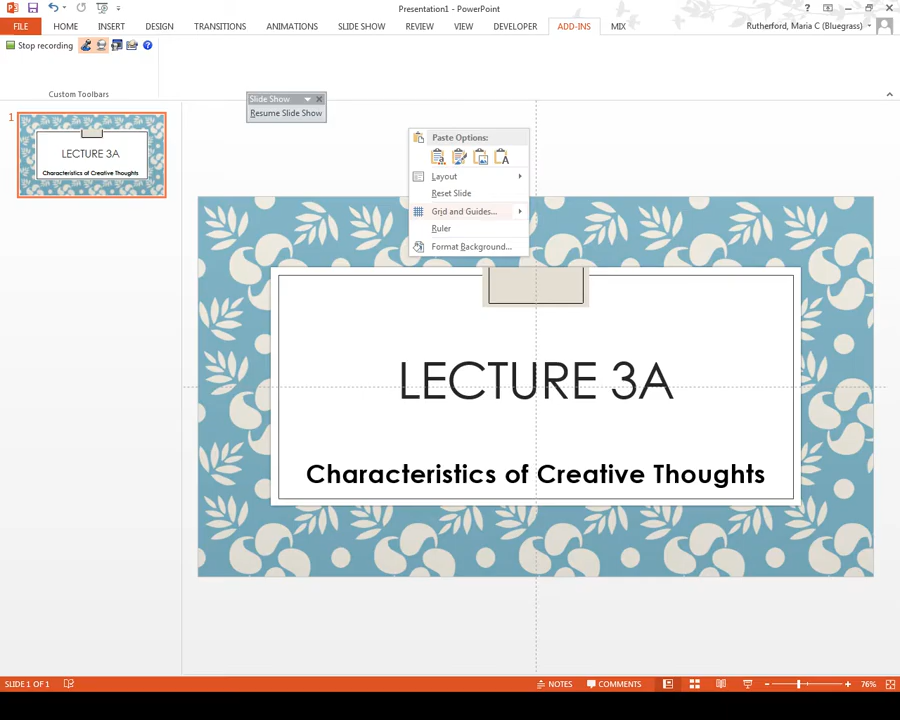 Presentation1 - PowerPoint
FILE HOME INSERT DESIGN TRANSITIONS ANIMATIONS SLIDE SHOW REVIEW VIEW DEVELOPER ADD-INS MIX Rutherford, Maria C (Bluegrass)
Stop recording
Custom Toolbars
Slide Show
Resume Slide Show
1
LECTURE 3A
Characteristics of Creative Thoughts
Paste Options:
Layout
Reset Slide
Grid and Guides...
Ruler
Format Background...
LECTURE 3A
Characteristics of Creative Thoughts
SLIDE 1 OF 1 NOTES COMMENTS 76%